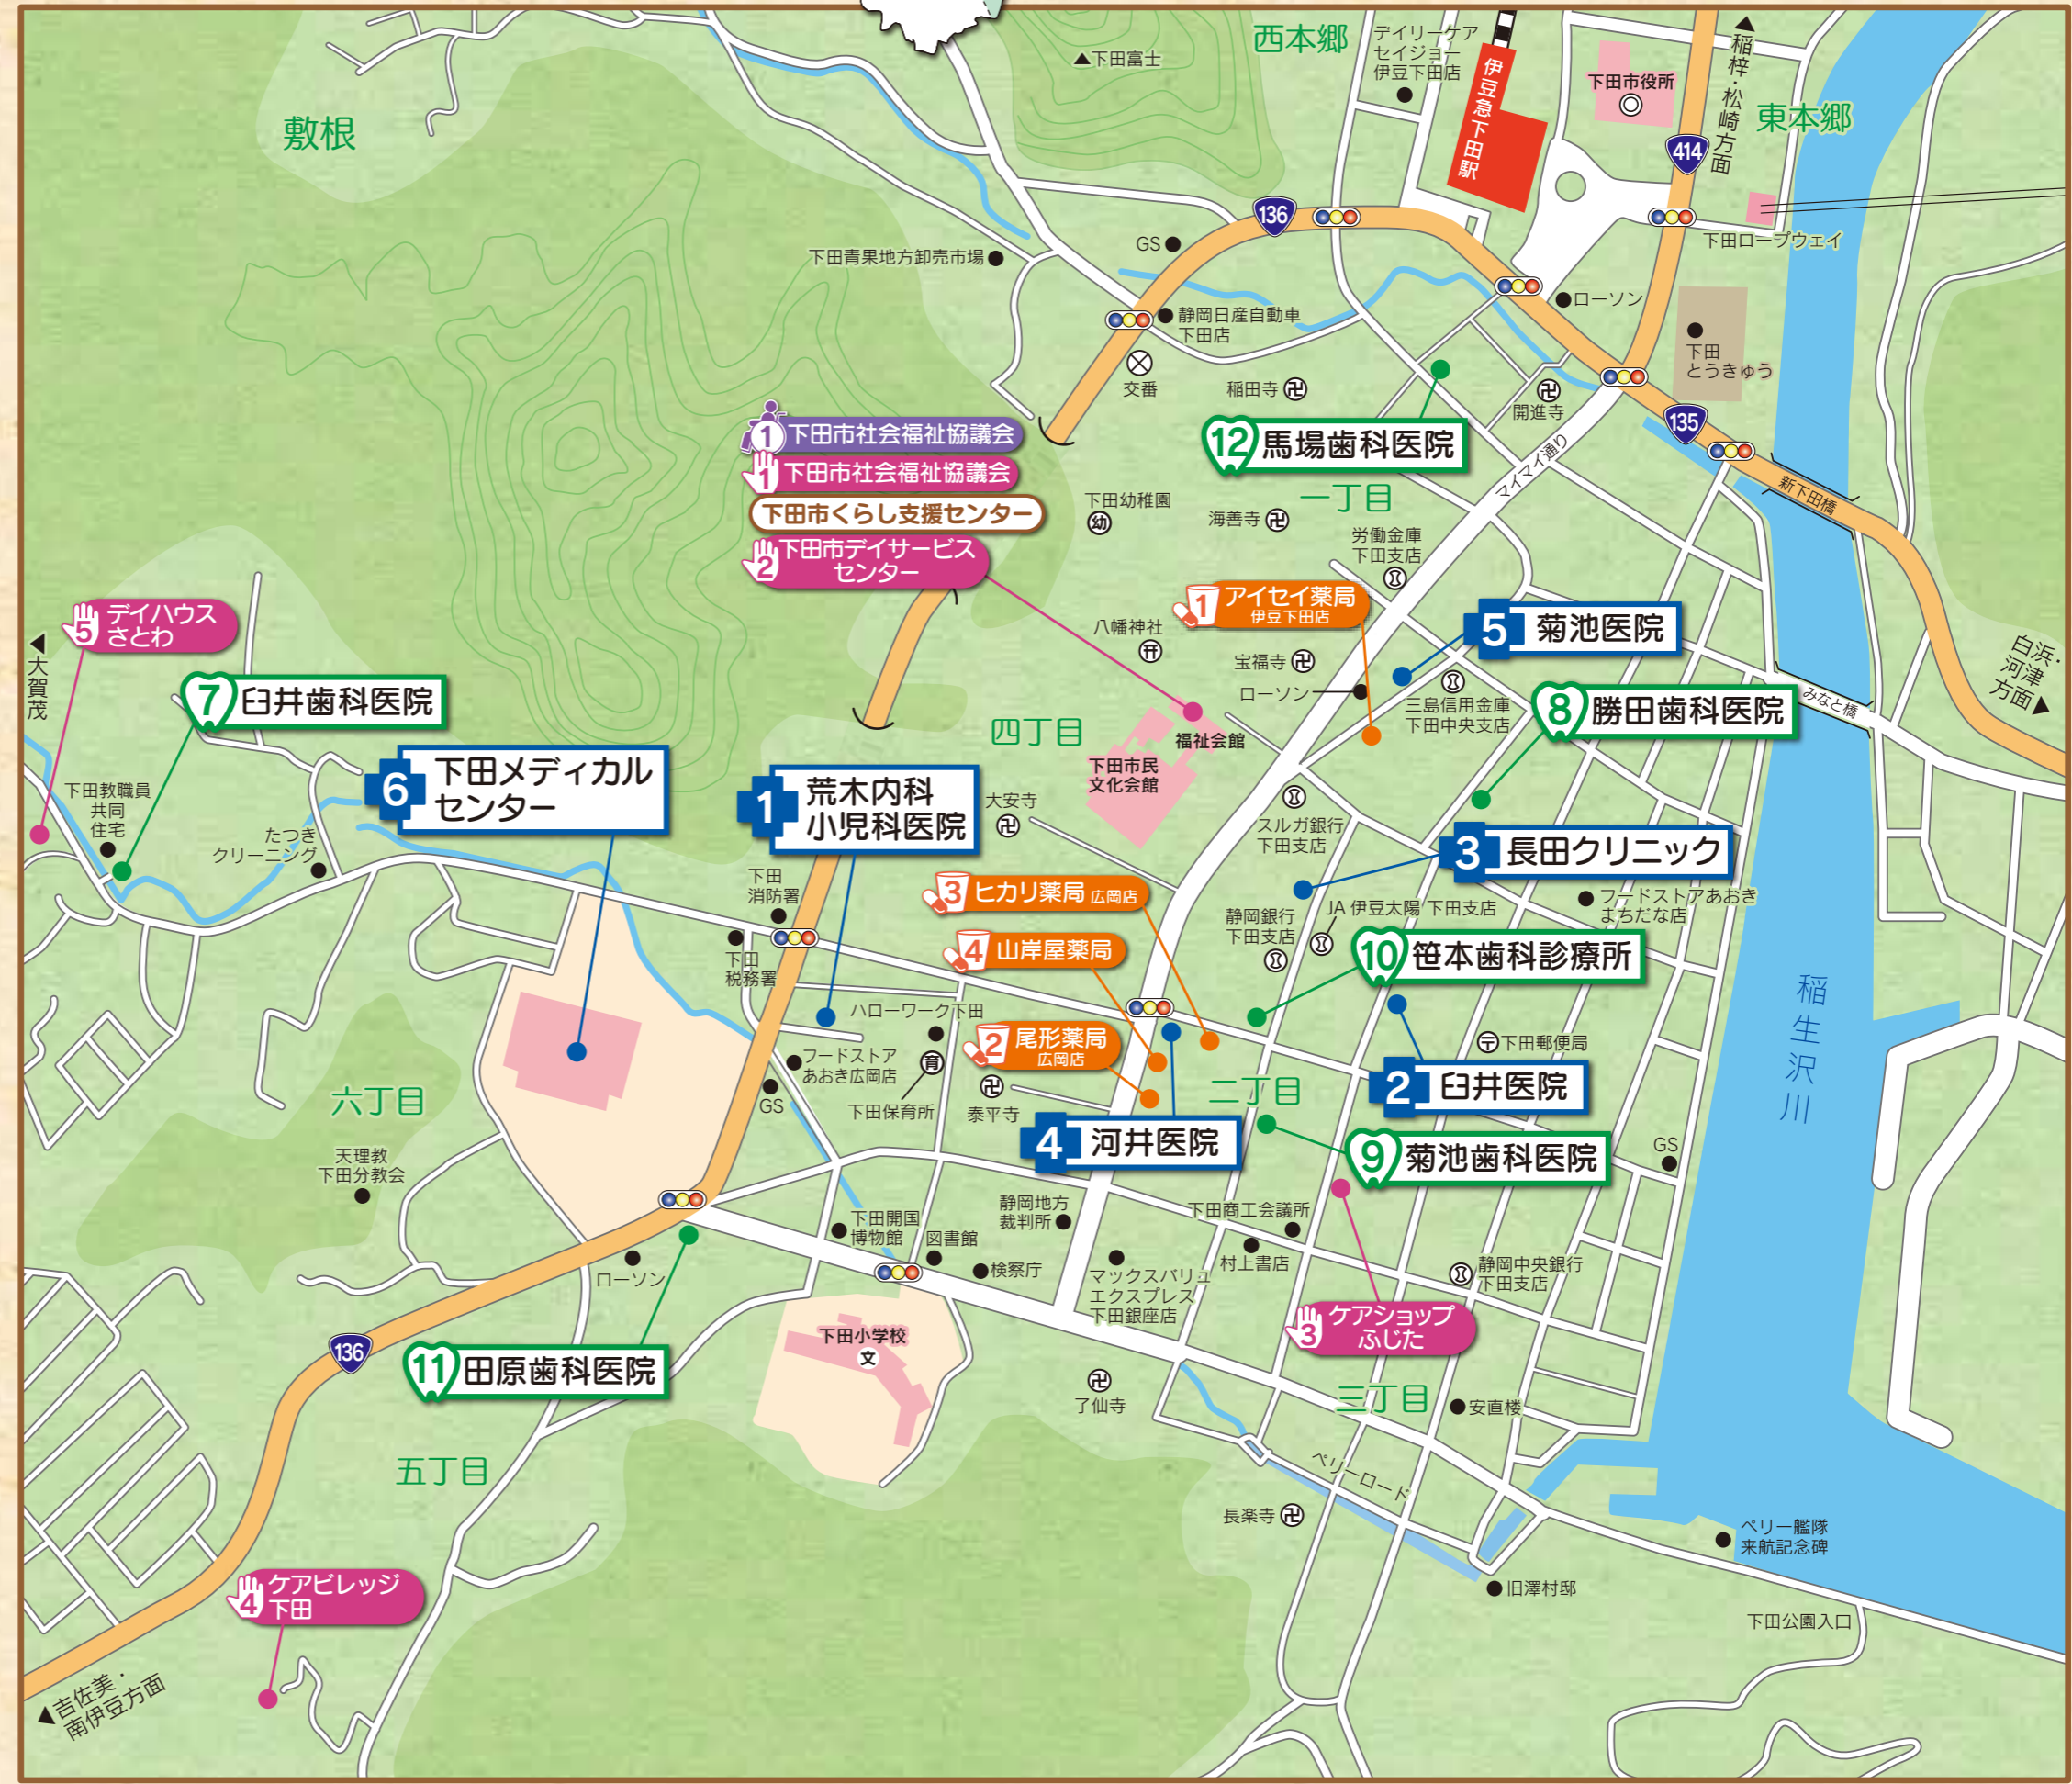 西本郷
デイリーケア
セイジョー
伊豆下田店
伊豆急下田駅
下田市役所
▲稲梓・松崎方面
東本郷
▲下田富士
敷根
414
136
GS
下田青果地方卸売市場
下田ロープウェイ
ローソン
静岡日産自動車
下田店
下田
とうきゅう
交番
稲田寺
開進寺
135
12 馬場歯科医院
1 下田市社会福祉協議会
1 下田市社会福祉協議会
下田市くらし支援センター
2 下田市デイサービス
センター
マイマイ通り
新下田橋
一丁目
下田幼稚園
幼
海善寺
労働金庫
下田支店
1 アイセイ薬局
伊豆下田店
5 菊池医院
5 デイハウス
さとわ
◀大賀茂
八幡神社
宝福寺
ローソン
白浜・
河津
方面▶
7 臼井歯科医院
三島信用金庫
下田中央支店
8 勝田歯科医院
みなと橋
四丁目
福祉会館
下田市民
文化会館
6 下田メディカル
センター
1 荒木内科
小児科医院
大安寺
下田教職員
共同
住宅
たつき
クリーニング
スルガ銀行
下田支店
3 長田クリニック
下田
消防署
3 ヒカリ薬局 広岡店
フードストアあおき
まちだな店
静岡銀行
下田支店
JA 伊豆太陽 下田支店
4 山岸屋薬局
10 笹本歯科診療所
下田
税務署
稲生沢川
ハローワーク下田
2 尾形薬局
広岡店
下田郵便局
フードストア
あおき広岡店
育
GS
下田保育所
泰平寺
二丁目
2 臼井医院
六丁目
4 河井医院
9 菊池歯科医院
GS
天理教
下田分教会
静岡地方
裁判所
下田商工会議所
下田開国
博物館
図書館
検察庁
村上書店
ローソン
マックスバリュ
エクスプレス
下田銀座店
静岡中央銀行
下田支店
3 ケアショップ
ふじた
下田小学校
文
136
11 田原歯科医院
了仙寺
三丁目
安直楼
五丁目
ペリーロード
長楽寺
ペリー艦隊
来航記念碑
4 ケアビレッジ
下田
旧澤村邸
下田公園入口
▲吉佐美・
南伊豆方面